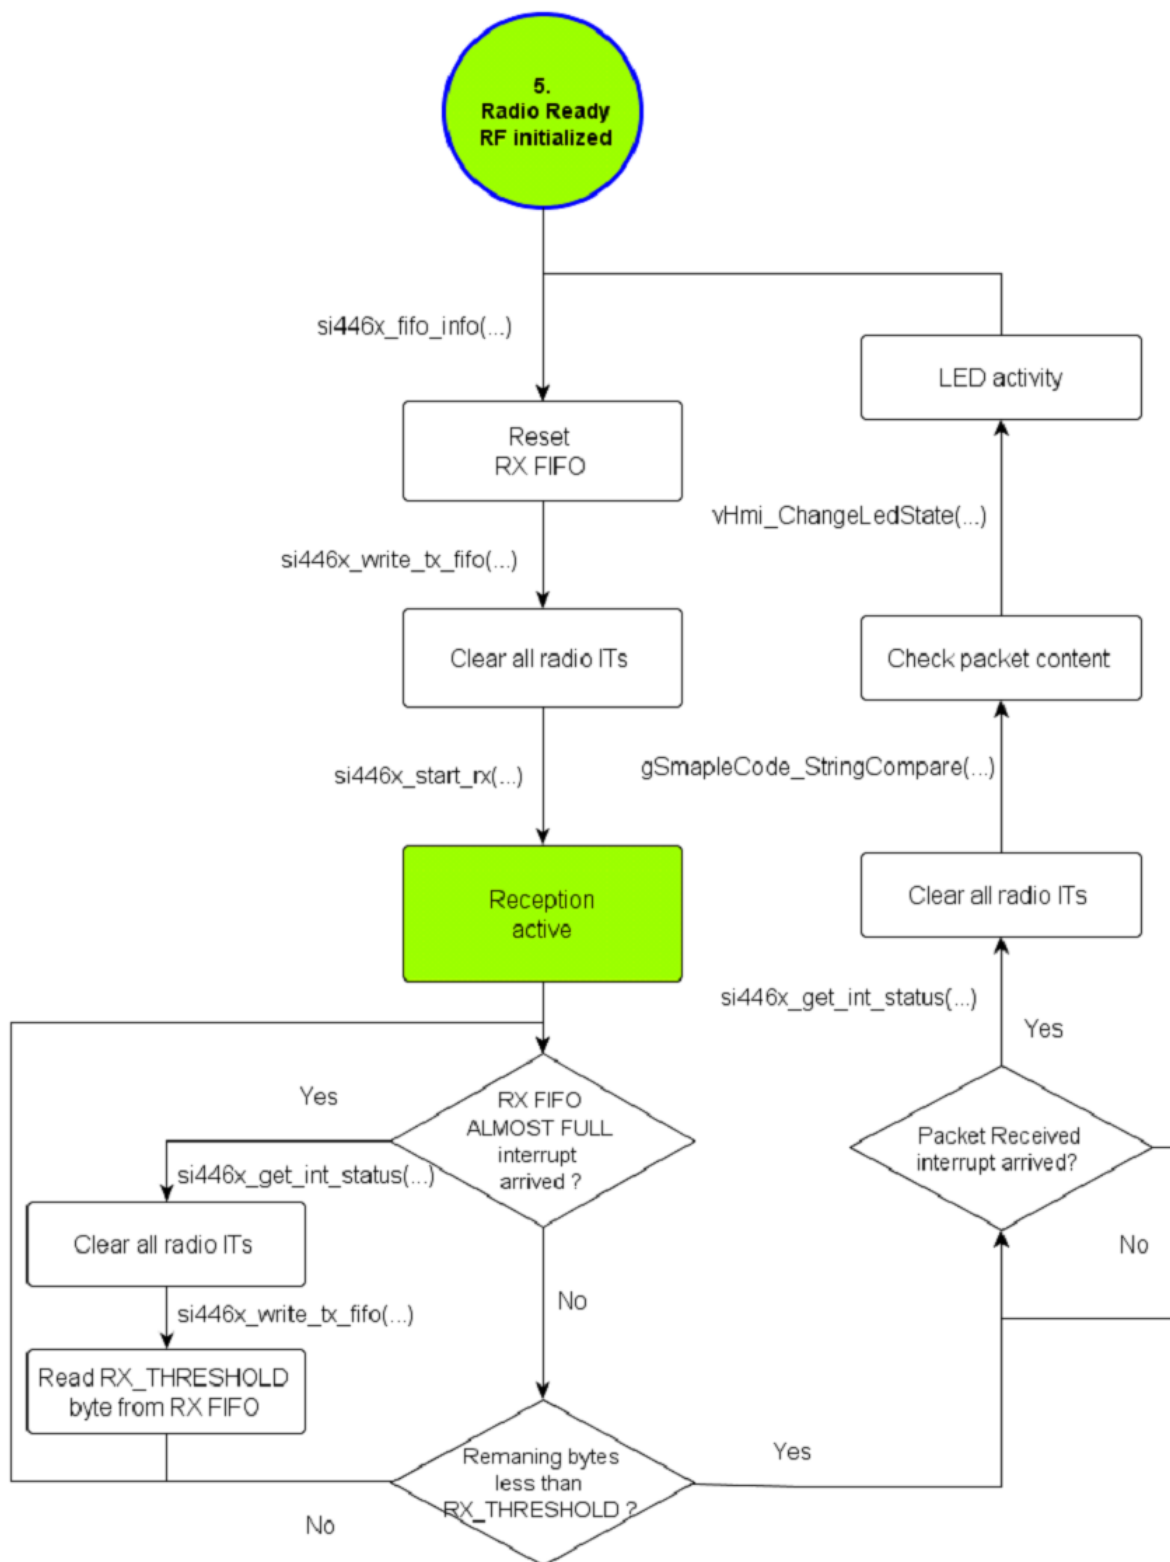 5.
Radio Ready
RF initialized
si446x_fifo_info(...)
Reset
RX FIFO
si446x_write_tx_fifo(...)
Clear all radio ITs
si446x_start_rx(...)
Reception
active
RX FIFO
ALMOST FULL
interrupt
arrived ?
Yes
si446x_get_int_status(...)
Clear all radio ITs
si446x_write_tx_fifo(...)
Read RX_THRESHOLD
byte from RX FIFO
No
Remaning bytes
less than
RX_THRESHOLD ?
No
Yes
Packet Received
interrupt arrived?
No
Yes
si446x_get_int_status(...)
Clear all radio ITs
gSmapleCode_StringCompare(...)
Check packet content
vHmi_ChangeLedState(...)
LED activity